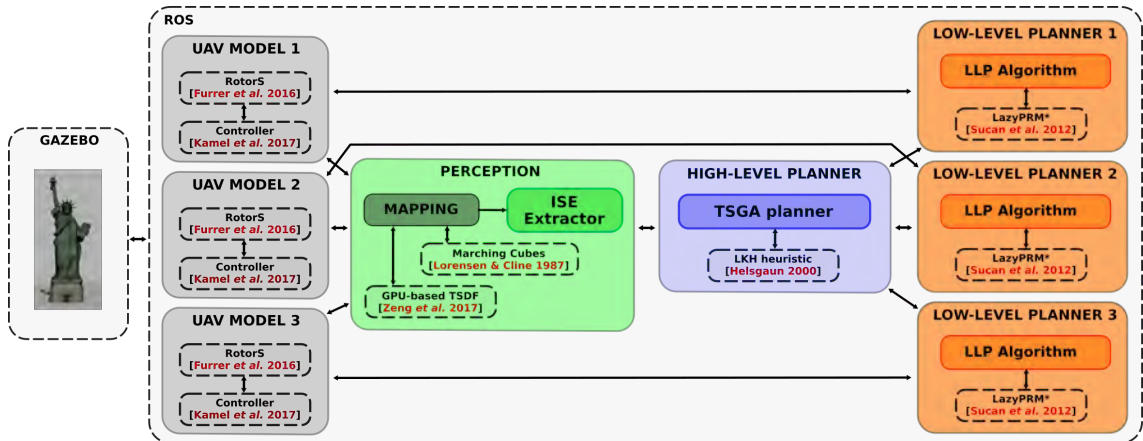 ROS
GAZEBO
UAV MODEL 1
RotorS
[Furrer et al. 2016]
Controller
[Kamel et al. 2017]
UAV MODEL 2
RotorS
[Furrer et al. 2016]
Controller
[Kamel et al. 2017]
UAV MODEL 3
RotorS
[Furrer et al. 2016]
Controller
[Kamel et al. 2017]
PERCEPTION
MAPPING
ISE
Extractor
Marching Cubes
[Lorensen & Cline 1987]
GPU-based TSDF
[Zeng et al. 2017]
HIGH-LEVEL PLANNER
TSGA planner
LKH heuristic
[Helsgaun 2000]
LOW-LEVEL PLANNER 1
LLP Algorithm
LazyPRM*
[Sucan et al. 2012]
LOW-LEVEL PLANNER 2
LLP Algorithm
LazyPRM*
[Sucan et al. 2012]
LOW-LEVEL PLANNER 3
LLP Algorithm
LazyPRM*
[Sucan et al. 2012]